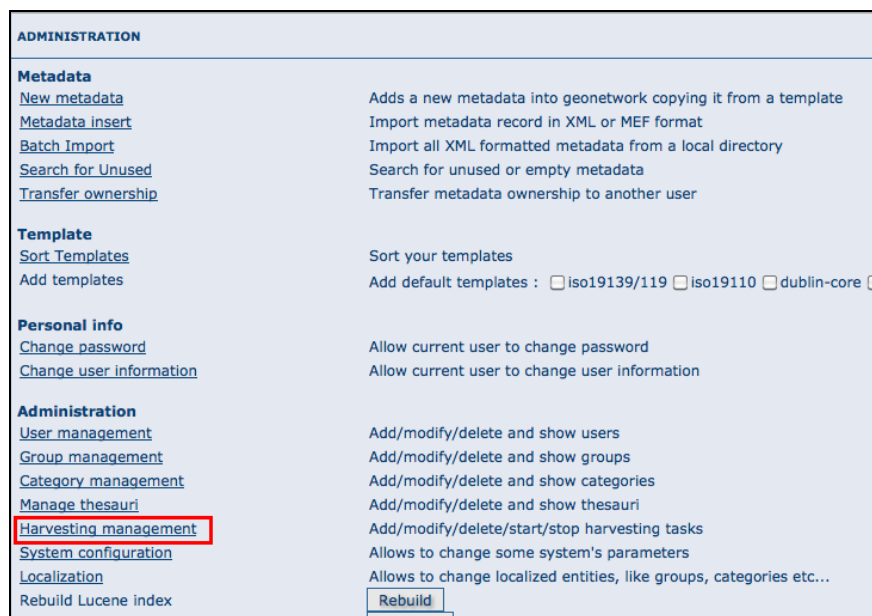 ADMINISTRATION
Metadata
New metadata Adds a new metadata into geonetwork copying it from a template
Metadata insert Import metadata record in XML or MEF format
Batch Import Import all XML formatted metadata from a local directory
Search for Unused Search for unused or empty metadata
Transfer ownership Transfer metadata ownership to another user
Template
Sort Templates Sort your templates
Add templates Add default templates : iso19139/119 iso19110 dublin-core
Personal info
Change password Allow current user to change password
Change user information Allow current user to change user information
Administration
User management Add/modify/delete and show users
Group management Add/modify/delete and show groups
Category management Add/modify/delete and show categories
Manage thesauri Add/modify/delete and show thesauri
Harvesting management Add/modify/delete/start/stop harvesting tasks
System configuration Allows to change some system's parameters
Localization Allows to change localized entities, like groups, categories etc...
Rebuild Lucene index Rebuild